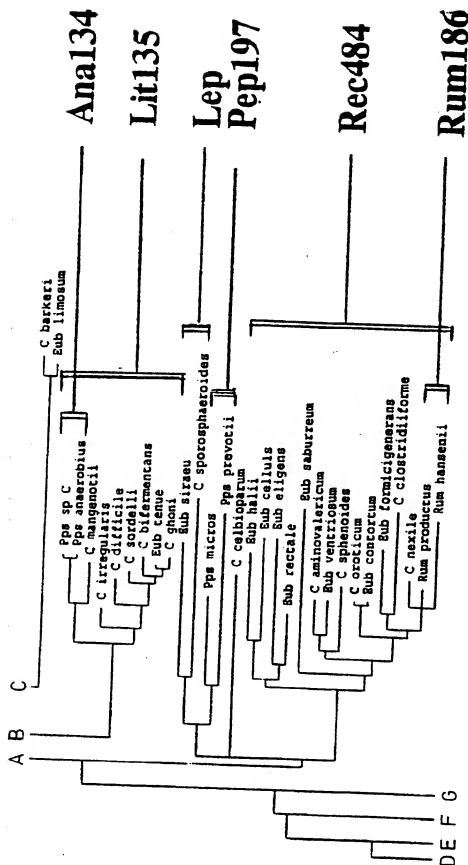 Ana134
Lit135
Lep
Pep197
Rec484
Rum186
C barkeri
Eub limosum
Pps sp C
Pps anaerobius
C mangenotii
C irregularis
C difficile
C sordelli
C bifermentans
Eub tenue
C ghoni
Eub siraeu
C sporosphaeroides
Pps micros
Pps prevotii
C celbioparum
Eub hallii
Eub celluls
Eub eligens
Eub rectale
Eub saburreum
C aminovalericum
Eub ventriosum
C sphenoides
C oroticum
Eub contortum
Eub formicigenerans
C clostridiiforme
C nexile
Rum productus
Rum hansenii
C
B
A
G
F
E
D